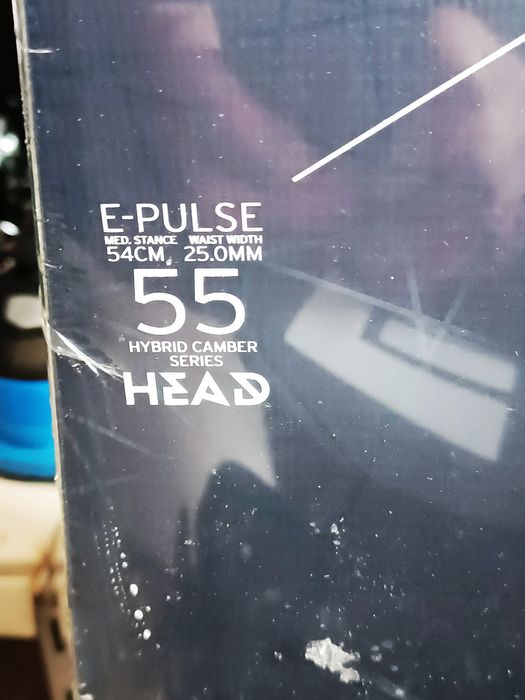 E-PULSE
MED. STANCE WAIST WIDTH
54CM 25.0MM
55
HYBRID CAMBER
SERIES
HEAD